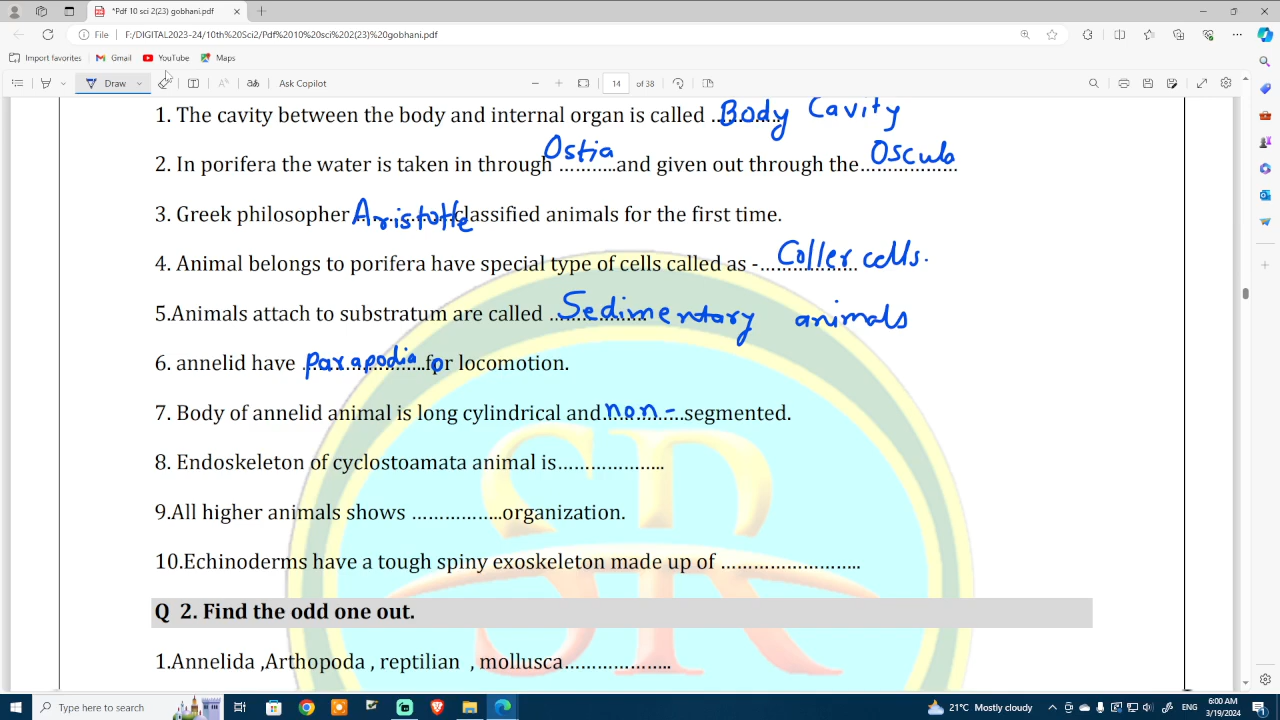 *Pdf 10 sci 2(23) gobhani.pdf
File F:/DIGITAL2023-24/10th%20Sci2/Pdf%2010%20sci%202(23)%20gobhani.pdf
Import favorites Gmail YouTube Maps
Draw Ask Copilot 14 of 38
1. The cavity between the body and internal organ is called ........... Body Cavity
2. In porifera the water is taken in through ………..Ostia and given out through the……………… Oscula
3. Greek philosopher ……………… Aristotle classified animals for the first time.
4. Animal belongs to porifera have special type of cells called as -……………… Coller cells.
5.Animals attach to substratum are called ……………… Sedimentary animals
6. annelid have ………………….. parapodia for locomotion.
7. Body of annelid animal is long cylindrical and…………… non - segmented.
8. Endoskeleton of cyclostoamata animal is………………..
9.All higher animals shows ……………..organization.
10.Echinoderms have a tough spiny exoskeleton made up of ……………………..
Q 2. Find the odd one out.
1.Annelida ,Arthopoda , reptilian , mollusca………………..
SR
Type here to search 21°C Mostly cloudy ENG 6:00 AM
3/19/2024